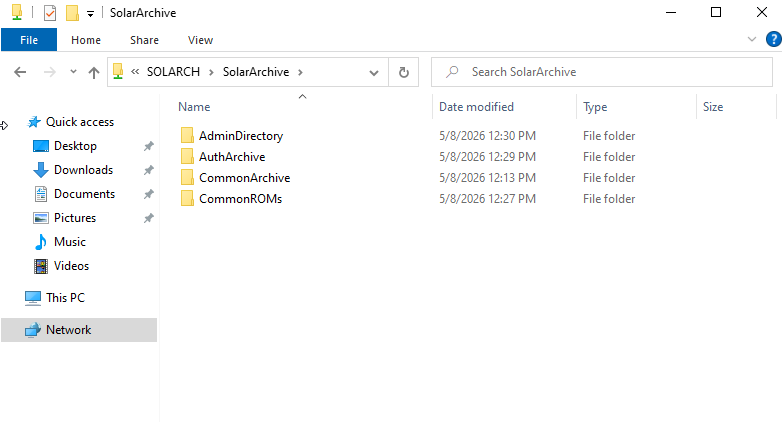 SolarArchive
File Home Share View
« SOLARCH › SolarArchive › Search SolarArchive
Name Date modified Type Size
Quick access
Desktop
Downloads
Documents
Pictures
Music
Videos
This PC
Network
AdminDirectory 5/8/2026 12:30 PM File folder
AuthArchive 5/8/2026 12:29 PM File folder
CommonArchive 5/8/2026 12:13 PM File folder
CommonROMs 5/8/2026 12:27 PM File folder